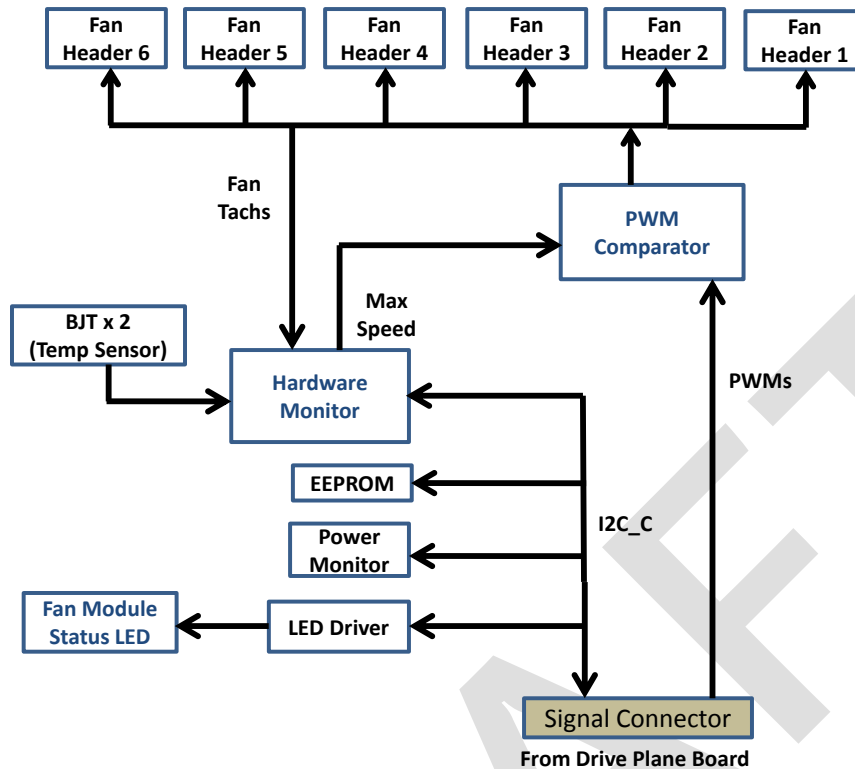 Fan
Header 6
Fan
Header 5
Fan
Header 4
Fan
Header 3
Fan
Header 2
Fan
Header 1
Fan
Tachs
PWM
Comparator
Max
Speed
BJT x 2
(Temp Sensor)
Hardware
Monitor
PWMs
EEPROM
I2C_C
Power
Monitor
Fan Module
Status LED
LED Driver
Signal Connector
From Drive Plane Board